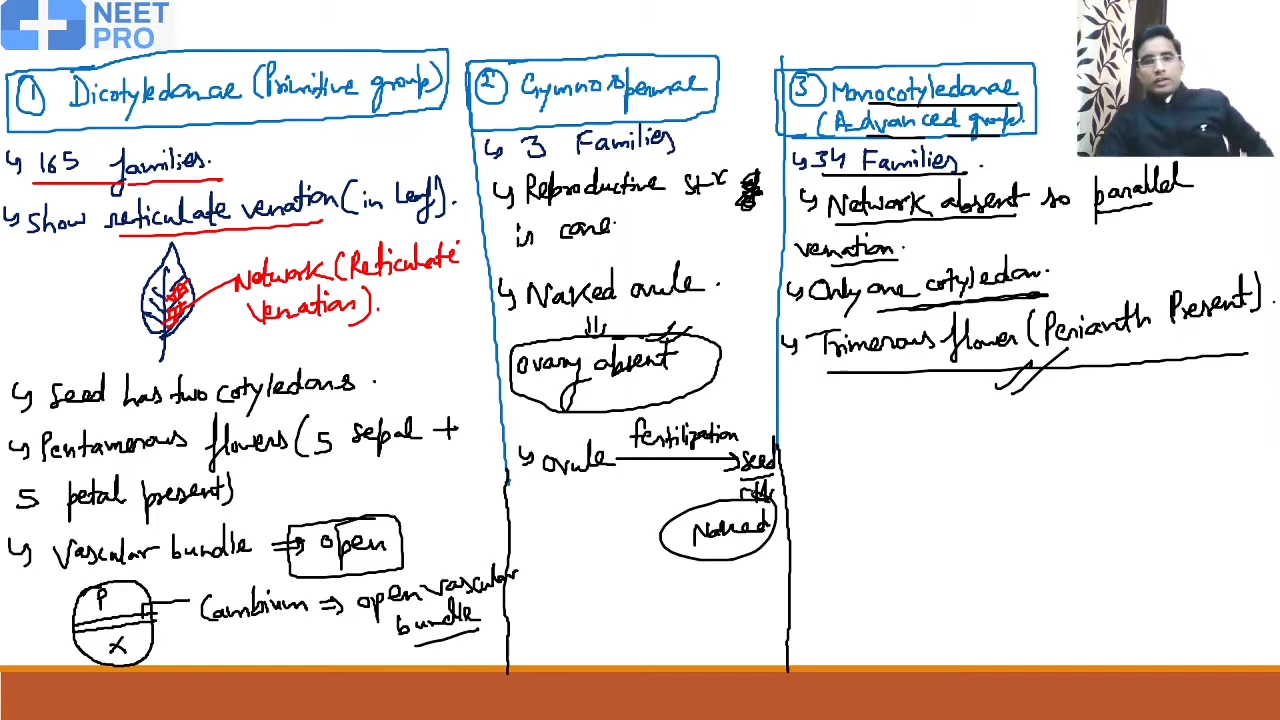 NEET
PRO
① Dicotyledonae (Primitive group)
↳ 165 families.
↳ Show reticulate venation (in leaf).
Network (Reticulate
venation).
↳ Seed has two cotyledons.
↳ Pentamerous flowers (5 sepal +
5 petal present)
↳ Vascular bundle ⇒ open
P
X
Cambium ⇒ open vascular
bundle
② Gymnospermae
↳ 3 Families
↳ Reproductive str
is cone.
↳ Naked ovule.
Ovary absent
↳ Ovule fertilization → seed
Naked
③ Monocotyledonae
(Advanced group).
↳ 34 Families.
↳ Network absent so parallel
venation.
↳ Only one cotyledon.
↳ Trimerous flower (Perianth Present).